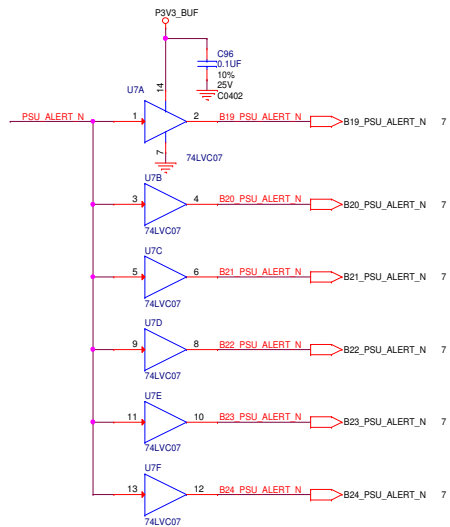 P3V3_BUF
C96
0.1UF
10%
25V
C0402
14
U7A
PSU_ALERT_N
1
2
B19_PSU_ALERT_N
B19_PSU_ALERT_N 7
7
74LVC07
U7B
3
4
B20_PSU_ALERT_N
B20_PSU_ALERT_N 7
74LVC07
U7C
5
6
B21_PSU_ALERT_N
B21_PSU_ALERT_N 7
74LVC07
U7D
9
8
B22_PSU_ALERT_N
B22_PSU_ALERT_N 7
74LVC07
U7E
11
10
B23_PSU_ALERT_N
B23_PSU_ALERT_N 7
74LVC07
U7F
13
12
B24_PSU_ALERT_N
B24_PSU_ALERT_N 7
74LVC07